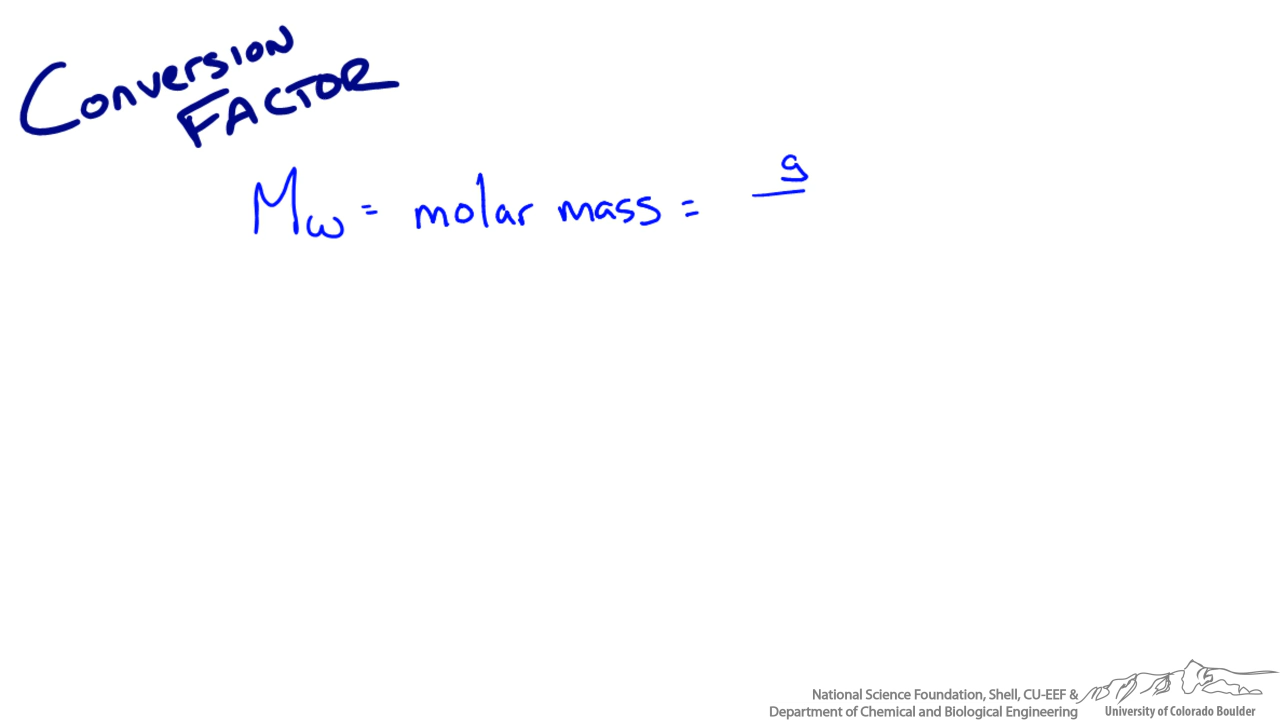 Conversion
FACTOR
Mw = molar mass = g
National Science Foundation, Shell, CU-EEF &
Department of Chemical and Biological Engineering
University of Colorado Boulder